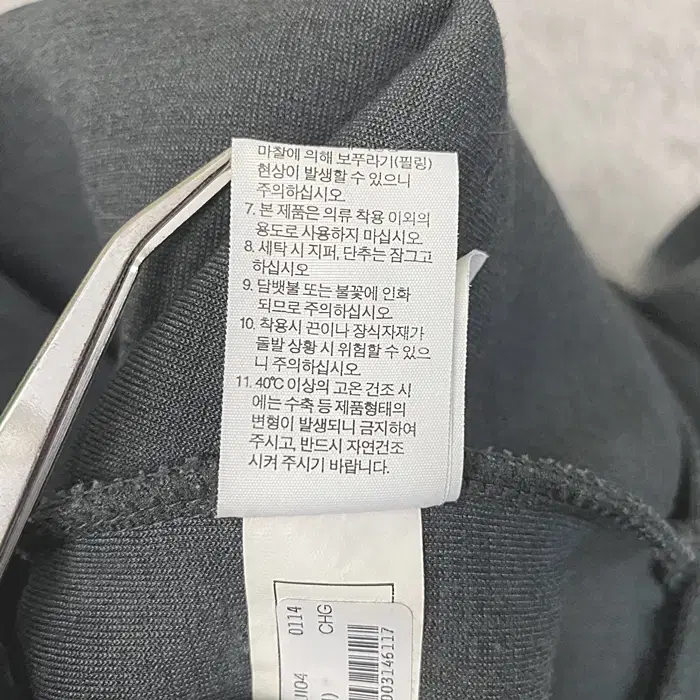 마찰에 의해 보푸라기(필링)
현상이 발생할 수 있으니
주의하십시오.
7. 본 제품은 의류 착용 이외의
용도로 사용하지 마십시오.
8. 세탁 시 지퍼, 단추는 잠그고
하십시오
9. 담뱃불 또는 불꽃에 인화
되므로 주의하십시오.
10. 착용시 끈이나 장식자재가
돌발 상황 시 위험할 수 있으
니 주의하십시오.
11. 40℃ 이상의 고온 건조 시
에는 수축 등 제품형태의
변형이 발생되니 금지하여
주시고, 반드시 자연건조
시켜 주시기 바랍니다.
0114
CHG
003146117